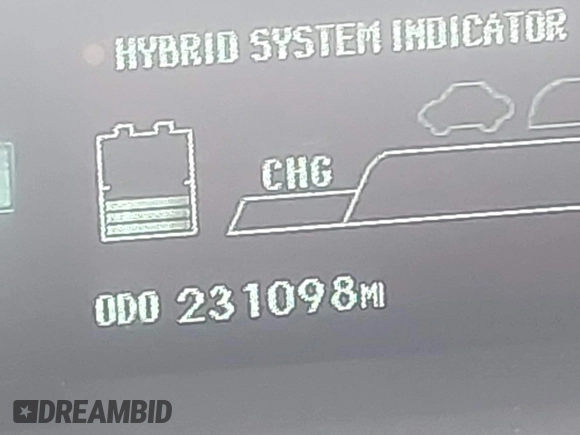 HYBRID SYSTEM INDICATOR
CHG
ODO 231098MI
DREAMBID